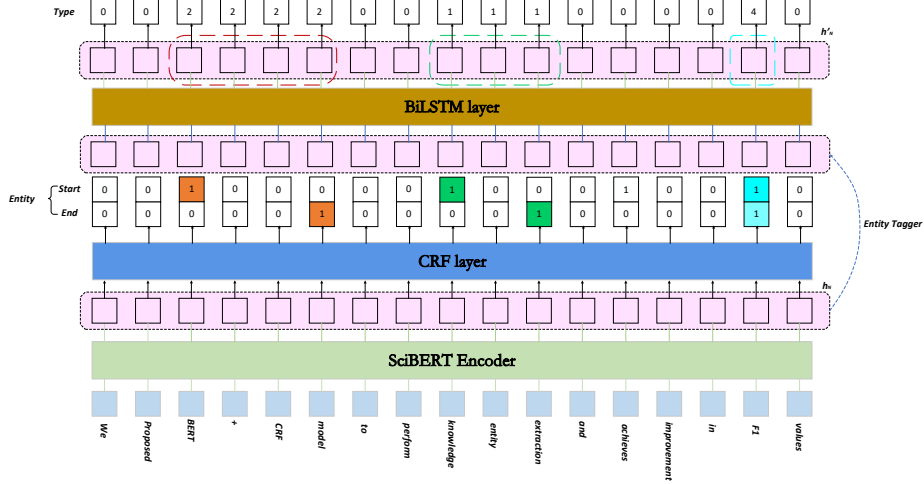 Type 0 0 2 2 2 2 0 0 1 1 1 0 0 0 0 4 0
h'N
BiLSTM layer
Entity
Start 0 0 1 0 0 0 0 0 1 0 0 0 1 0 0 1 0
End 0 0 0 0 0 1 0 0 0 0 1 0 0 0 0 1 0
Entity Tagger
CRF layer
hN
SciBERT Encoder
We Proposed BERT + CRF model to perform knowledge entity extraction and achieves improvement in F1 values